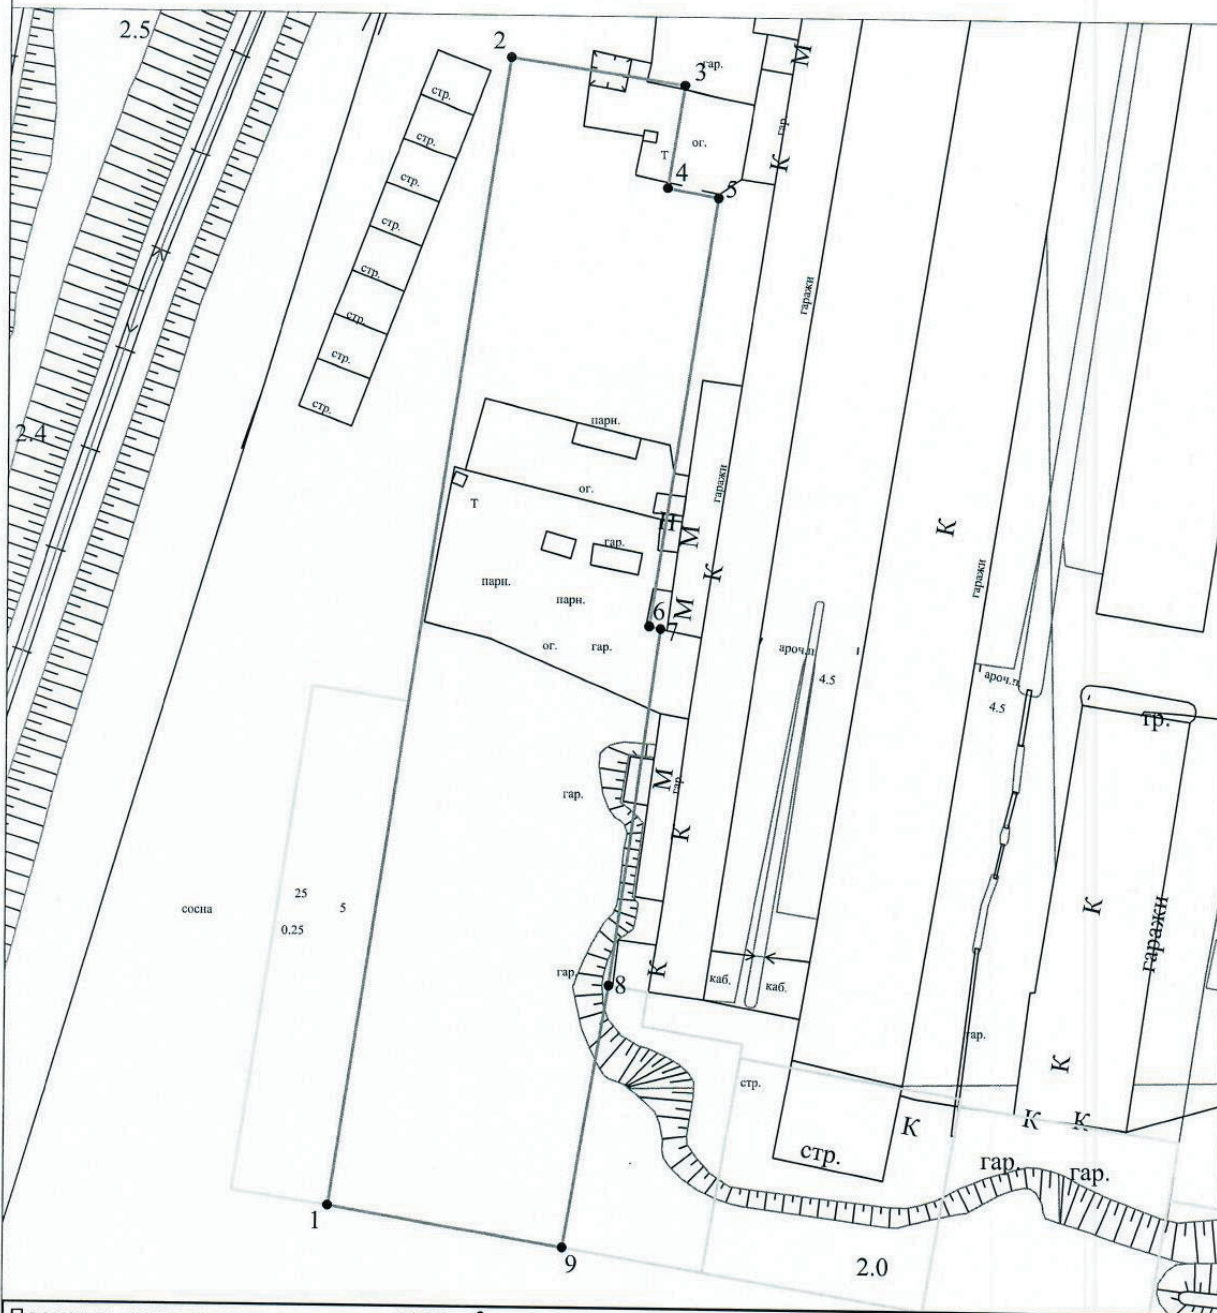 2.5
2
3
гар.
М
стр.
стр.
ог.
гар.
Т
К
4
5
стр.
стр.
гаражи
стр.
стр.
стр.
стр.
2.4
парн.
гаражи
ог.
Т
Н
М
К
гар.
К
гаражи
парн.
парн.
6
М
7
ог.
гар.
ароч.п
4.5
ароч.п
4.5
гр.
М
гар.
гар.
К
25
5
0.25
сосна
К
гаражи
гар.
8
К
каб.
каб.
гар.
стр.
К
К
К
К
стр.
гар.
гар.
1
9
2.0